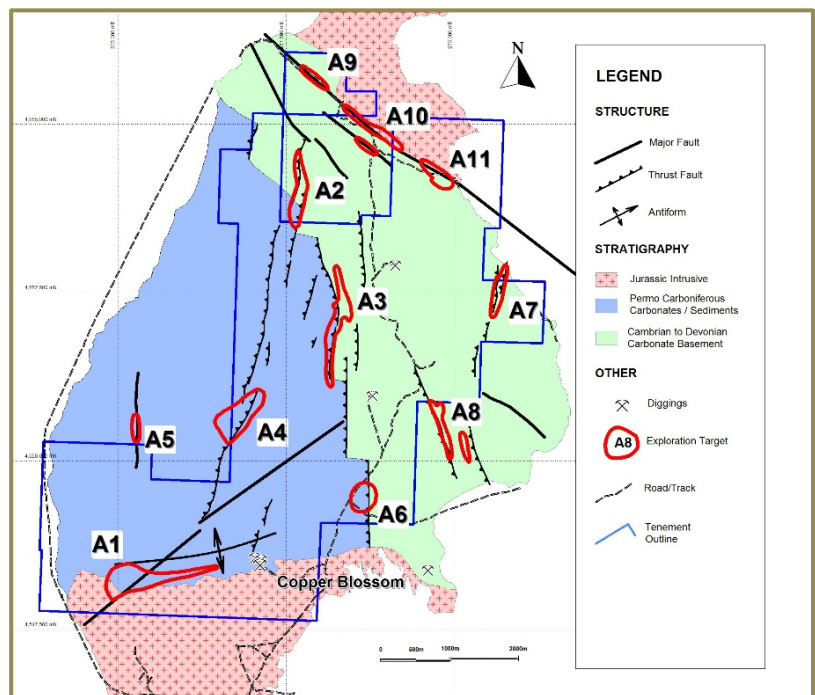 A9
A10
A11
A2
A3
A7
A4
A5
A8
A6
A1
Copper Blossom
N
0 500m 1000m 2000m
LEGEND
STRUCTURE
Major Fault
Thrust Fault
Antiform
STRATIGRAPHY
Jurassic Intrusive
Permo Carboniferous
Carbonates / Sediments
Cambrian to Devonian
Carbonate Basement
OTHER
Diggings
A8
Exploration Target
Road/Track
Tenement
Outline